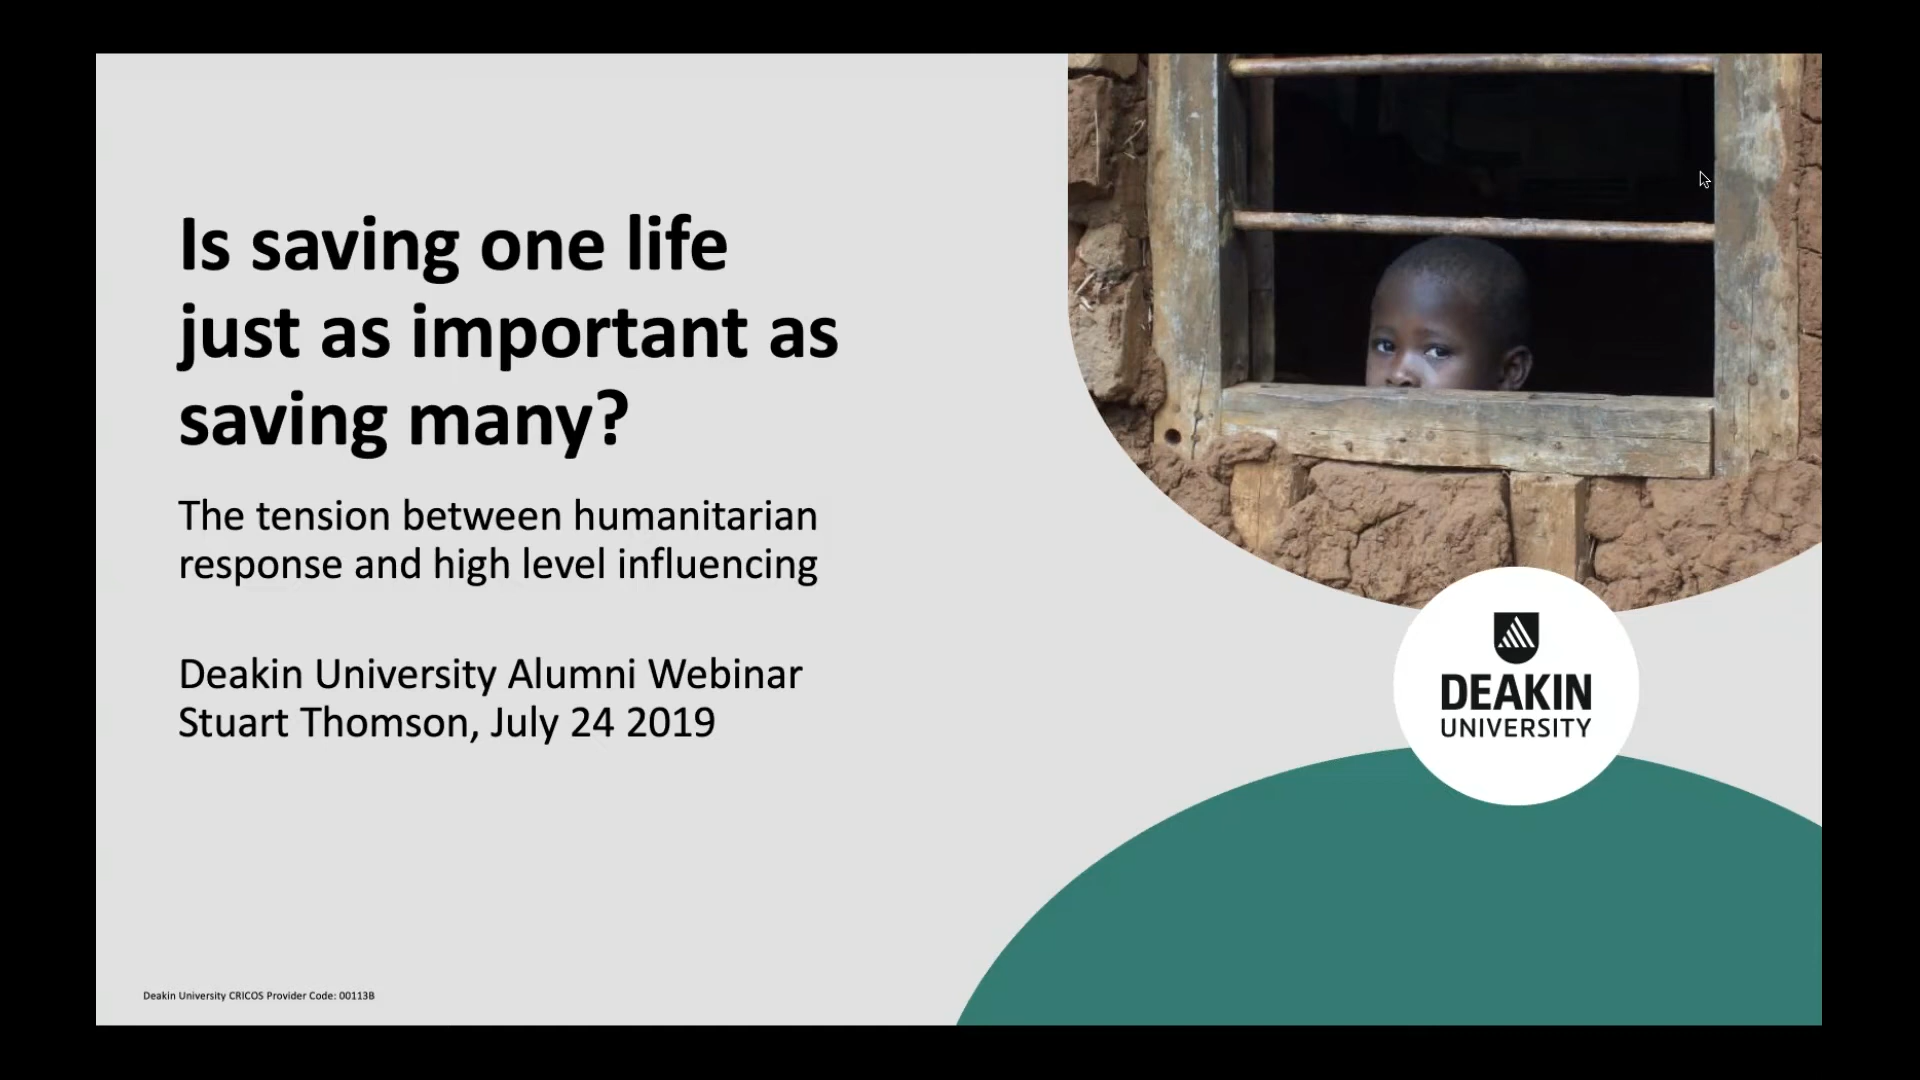 Is saving one life
just as important as
saving many?
The tension between humanitarian
response and high level influencing
Deakin University Alumni Webinar
Stuart Thomson, July 24 2019
DEAKIN
UNIVERSITY
Deakin University CRICOS Provider Code: 00113B